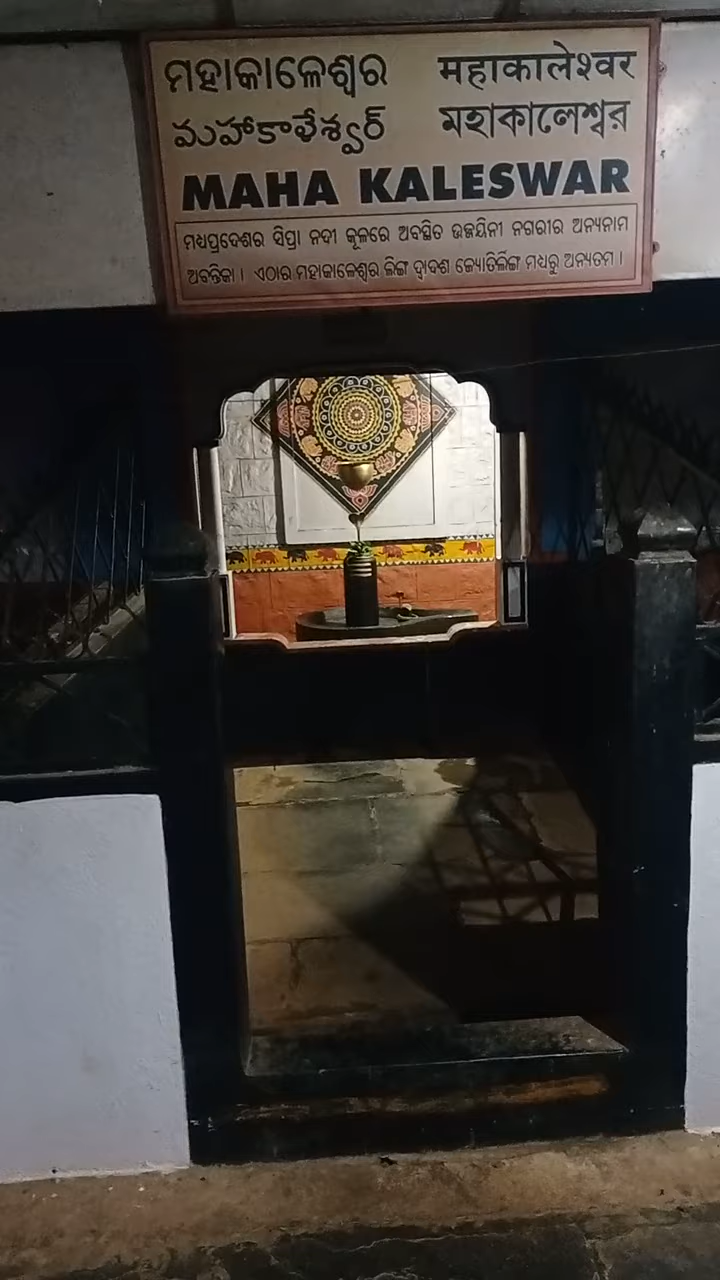 ମହାକାଳେଶ୍ୱର महाकालेश्वर
మహాకాళేశ్వర్ মহাকালেশ্বর
MAHA KALESWAR
ମଧ୍ୟପ୍ରଦେଶର ସିପ୍ରା ନଦୀ କୂଳରେ ଅବସ୍ଥିତ ଉଜ୍ଜୟିନୀ ନଗରୀର ଅନ୍ୟନାମ
ଅବନ୍ତିକା । ଏଠାର ମହାକାଳେଶ୍ୱର ଲିଙ୍ଗ ଦ୍ୱାଦଶ ଜ୍ୟୋତିର୍ଲିଙ୍ଗ ମଧ୍ୟରୁ ଅନ୍ୟତମ ।